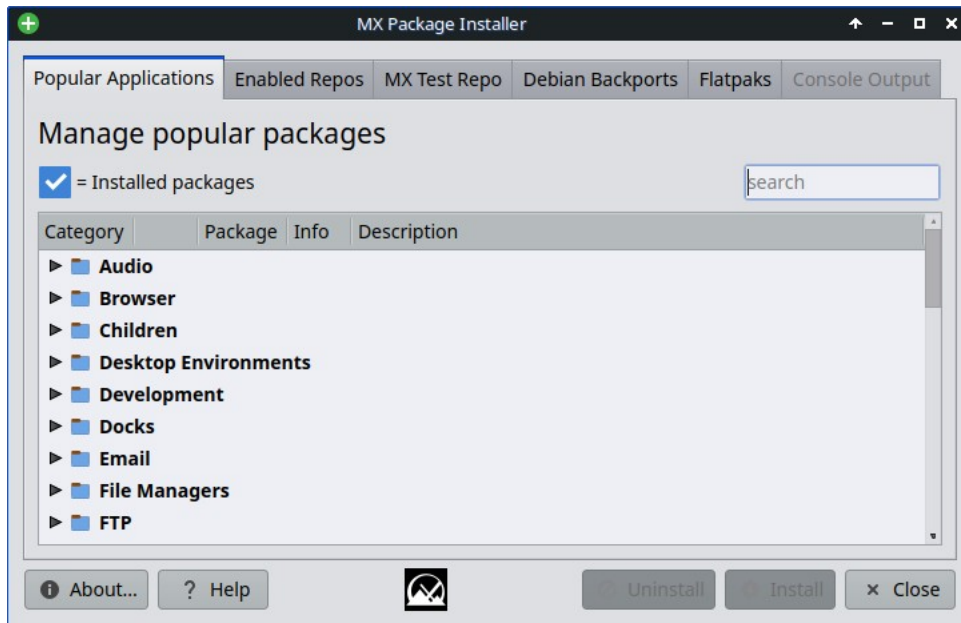 MX Package Installer
Popular Applications Enabled Repos MX Test Repo Debian Backports Flatpaks Console Output
Manage popular packages
= Installed packages search
Category Package Info Description
Audio
Browser
Children
Desktop Environments
Development
Docks
Email
File Managers
FTP
About... ? Help Uninstall Install Close